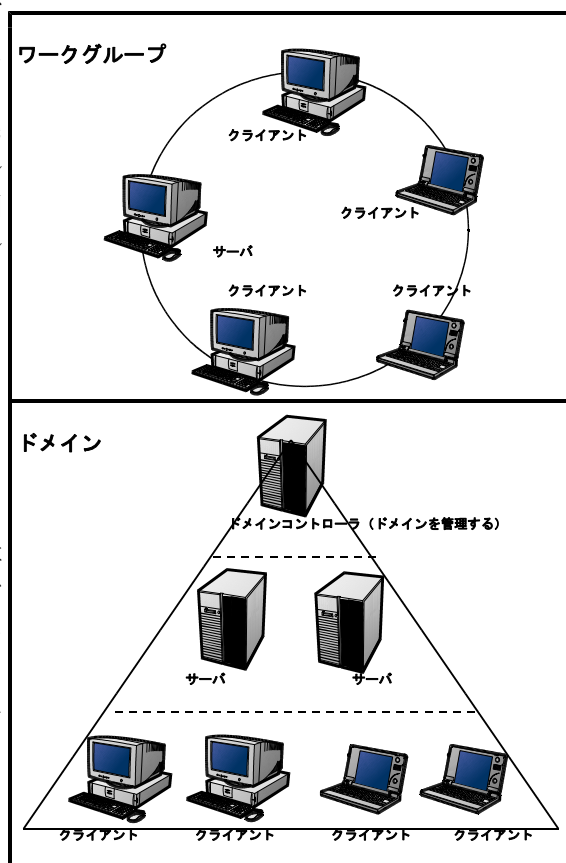 ワークグループ
クライアント
クライアント
サーバ
クライアント
クライアント
ドメイン
ドメインコントローラ（ドメインを管理する）
サーバ
サーバ
クライアント
クライアント
クライアント
クライアント